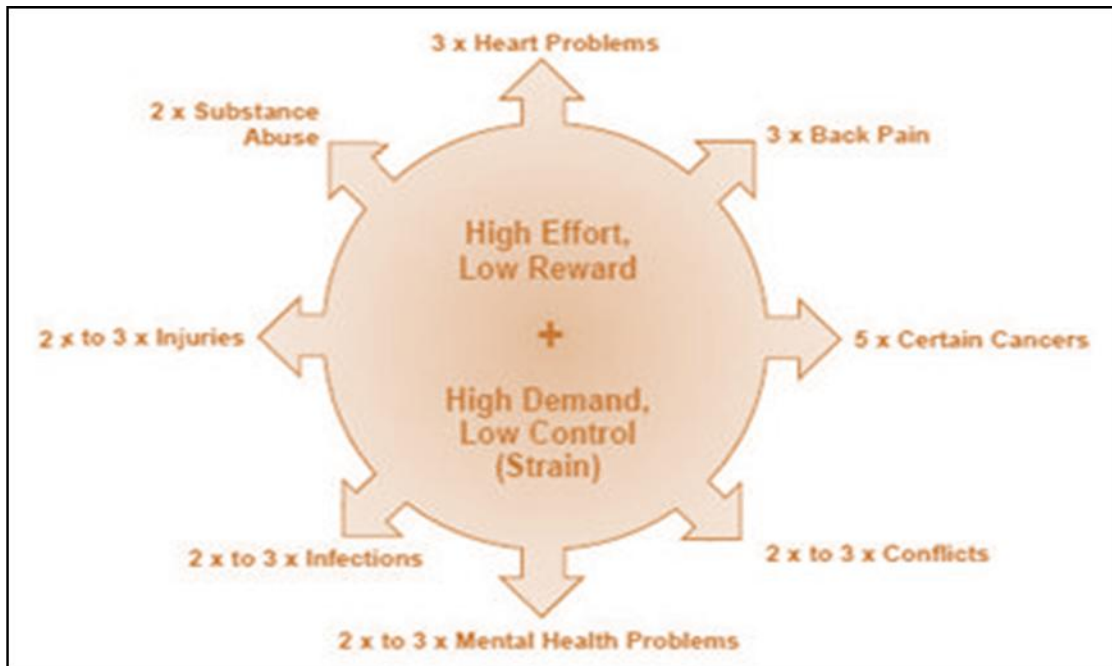 3 x Heart Problems
2 x Substance
Abuse
3 x Back Pain
High Effort,
Low Reward
+
2 x to 3 x Injuries
5 x Certain Cancers
High Demand,
Low Control
(Strain)
2 x to 3 x Infections
2 x to 3 x Conflicts
2 x to 3 x Mental Health Problems